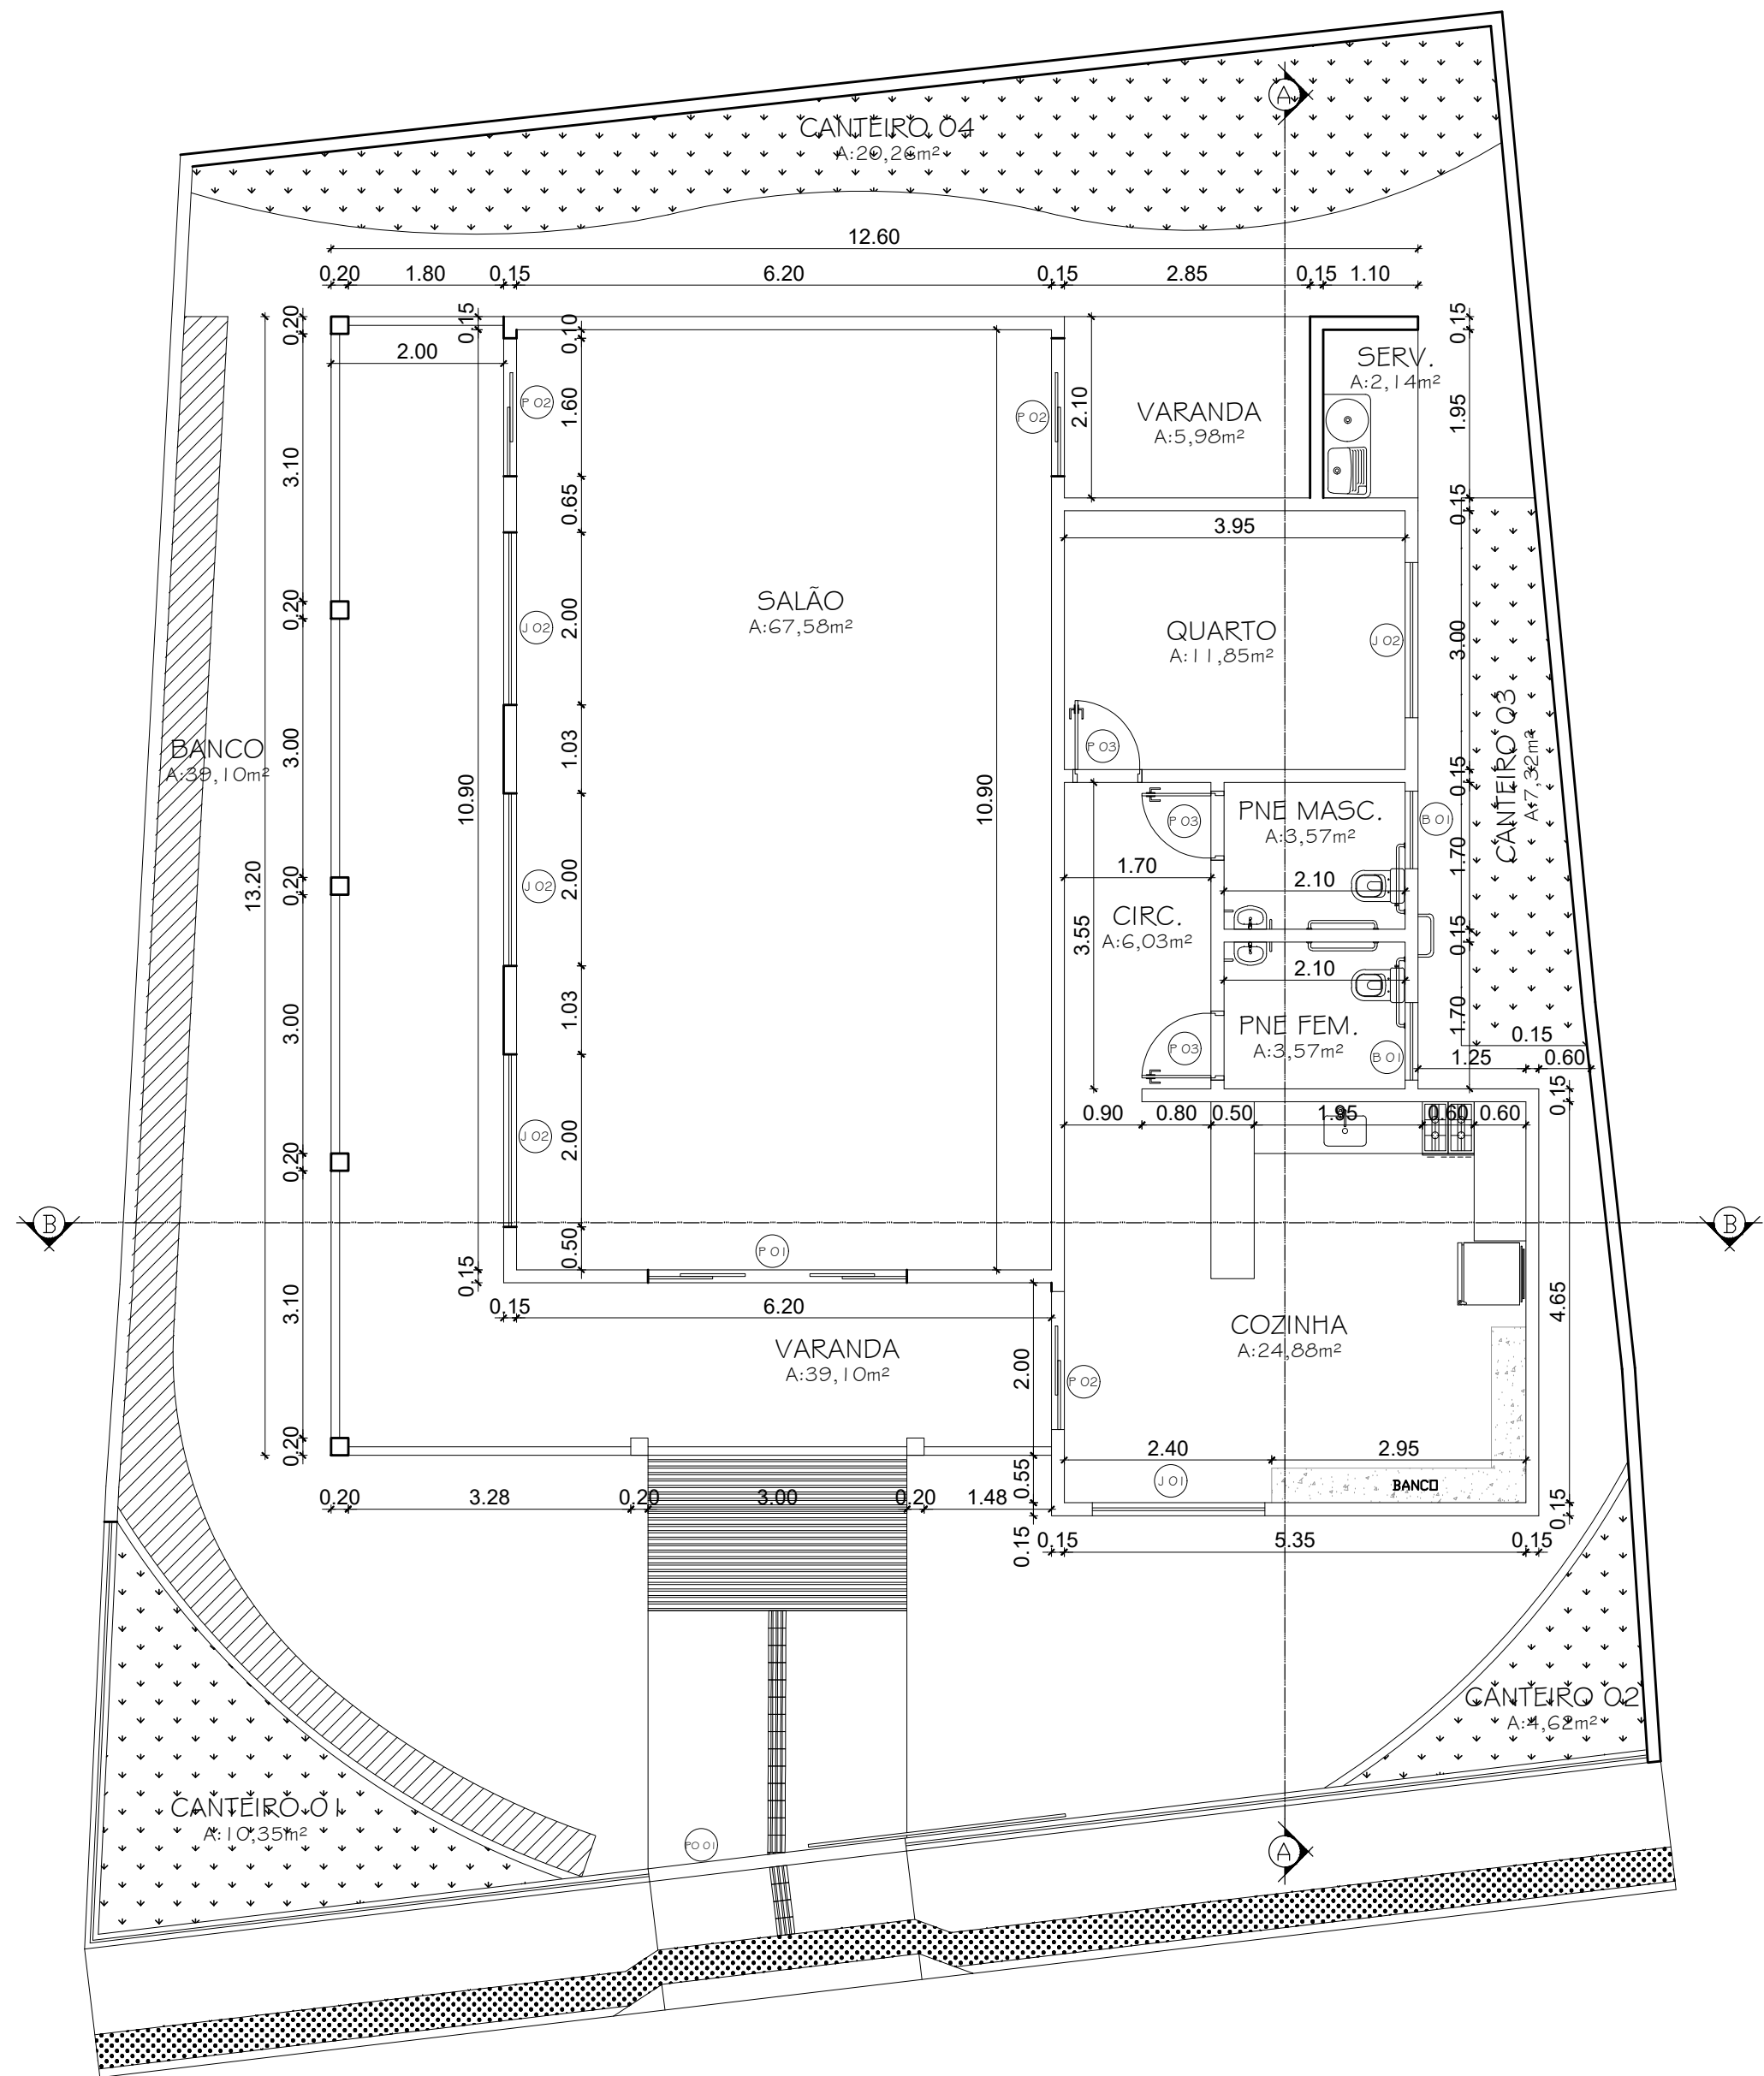 A
CANTEIRO 04
A:20,26m²
12.60
0.20
1.80
0.15
6.20
0.15
2.85
0.15
1.10
0.20
0.15
0.10
0.15
2.00
SERV.
A:2,14m²
P 02
1.60
P 02
2.10
VARANDA
A:5,98m²
1.95
3.10
0.65
0.15
3.95
0.20
SALÃO
A:67,58m²
J 02
2.00
QUARTO
A:11,85m²
J 02
3.00
CANTEIRO 03
A:7,32m²
BANCO
A:39,10m²
3.00
1.03
P 03
0.15
10.90
10.90
P 03
PNE MASC.
A:3,57m²
B 01
1.70
13.20
0.20
J 02
2.00
1.70
2.10
CIRC.
A:6,03m²
3.55
0.15
2.10
3.00
1.03
PNE FEM.
A:3,57m²
P 03
B 01
1.70
0.15
1.25
0.60
0.15
0.90
0.80
0.50
1.95
0.60
0.60
J 02
2.00
0.20
B
B
0.50
P 01
0.15
3.10
0.15
6.20
4.65
COZINHA
A:24,88m²
VARANDA
A:39,10m²
2.00
P 02
0.20
2.40
2.95
0.55
J 01
BANCO
0.15
0.20
3.28
0.20
3.00
0.20
1.48
0.15
0.15
5.35
0.15
CANTEIRO 02
A:4,62m²
CANTEIRO 01
A:10,35m²
PO 01
A